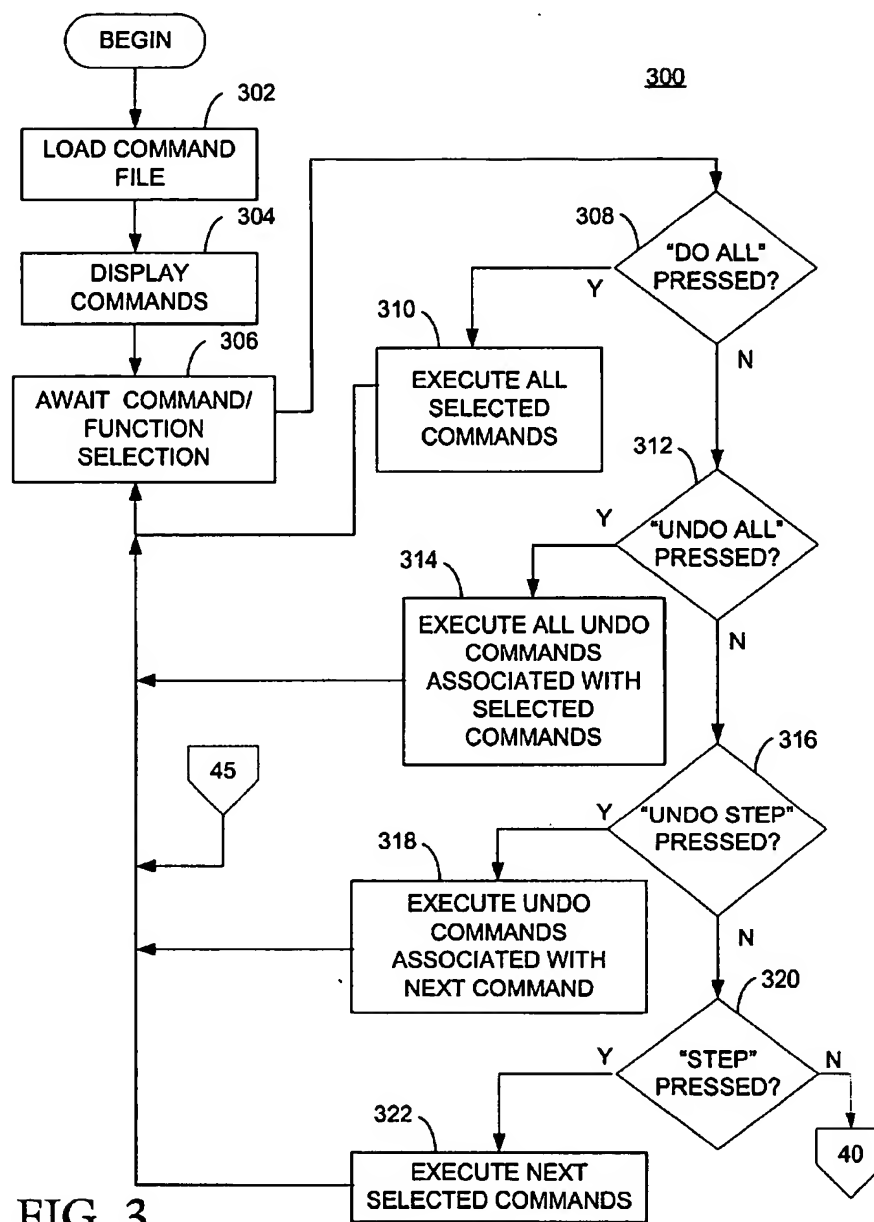 BEGIN
300
302
LOAD COMMAND
FILE
304
DISPLAY
COMMANDS
306
AWAIT COMMAND/
FUNCTION
SELECTION
308
"DO ALL"
PRESSED?
Y
N
310
EXECUTE ALL
SELECTED
COMMANDS
312
"UNDO ALL"
PRESSED?
Y
N
314
EXECUTE ALL UNDO
COMMANDS
ASSOCIATED WITH
SELECTED
COMMANDS
316
"UNDO STEP"
PRESSED?
Y
N
45
318
EXECUTE UNDO
COMMANDS
ASSOCIATED WITH
NEXT COMMAND
320
"STEP"
PRESSED?
Y
N
40
322
EXECUTE NEXT
SELECTED COMMANDS
FIG. 3